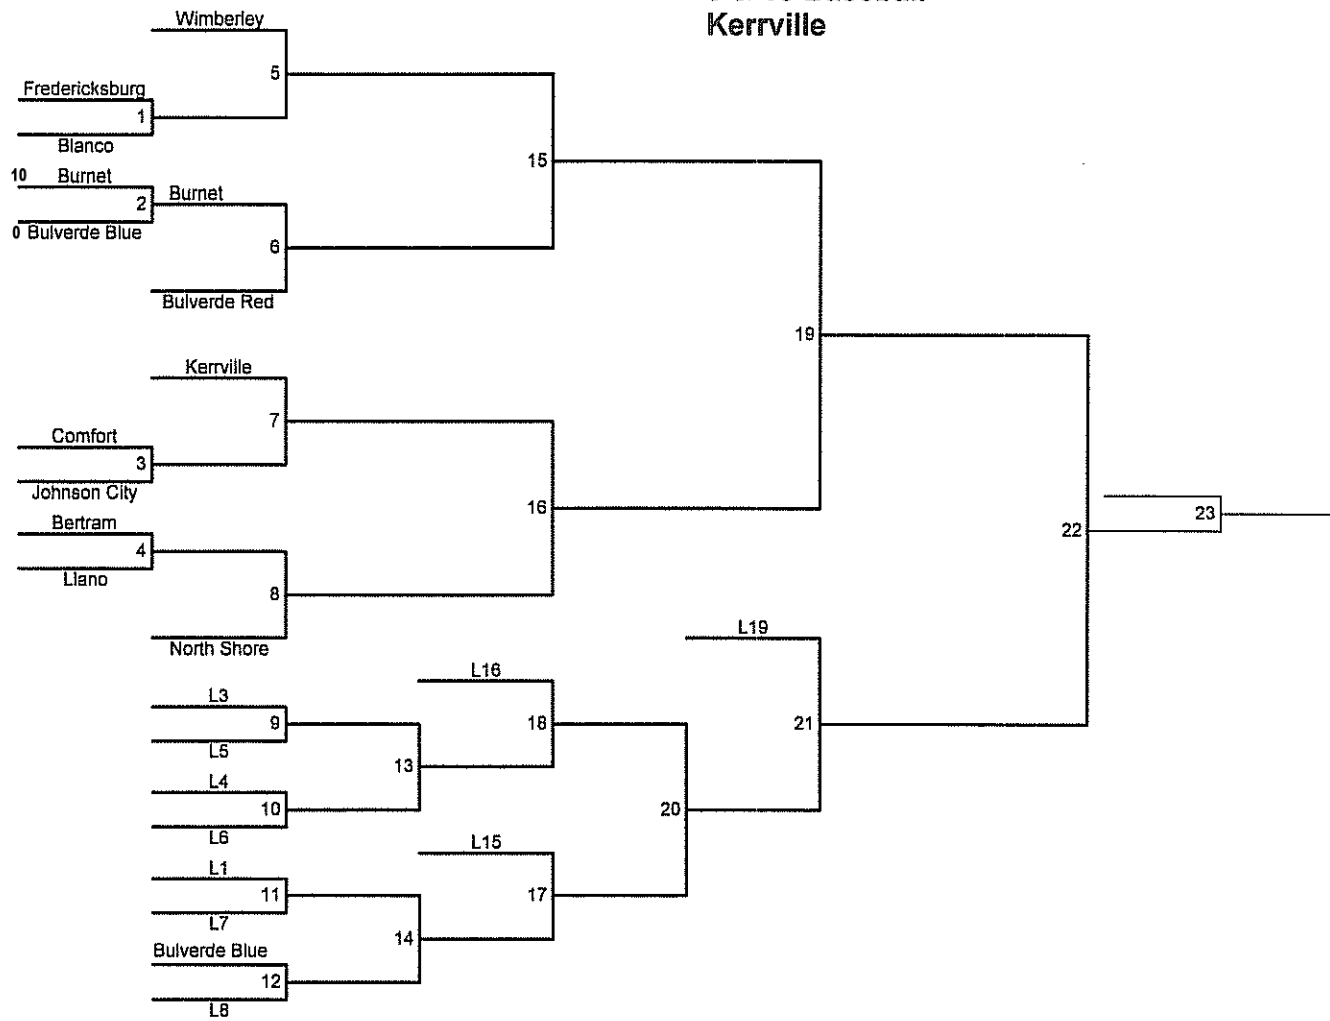 Kerrville
Wimberley
5
Fredericksburg
1
Blanco
15
10 Burnet
2
Burnet
0 Bulverde Blue
6
Bulverde Red
19
Kerrville
7
Comfort
3
Johnson City
16
Bertram
4
Llano
8
North Shore
23
22
L19
L16
L3
9
18
21
L5
13
L4
10
20
L6
L15
L1
11
17
L7
14
Bulverde Blue
12
L8